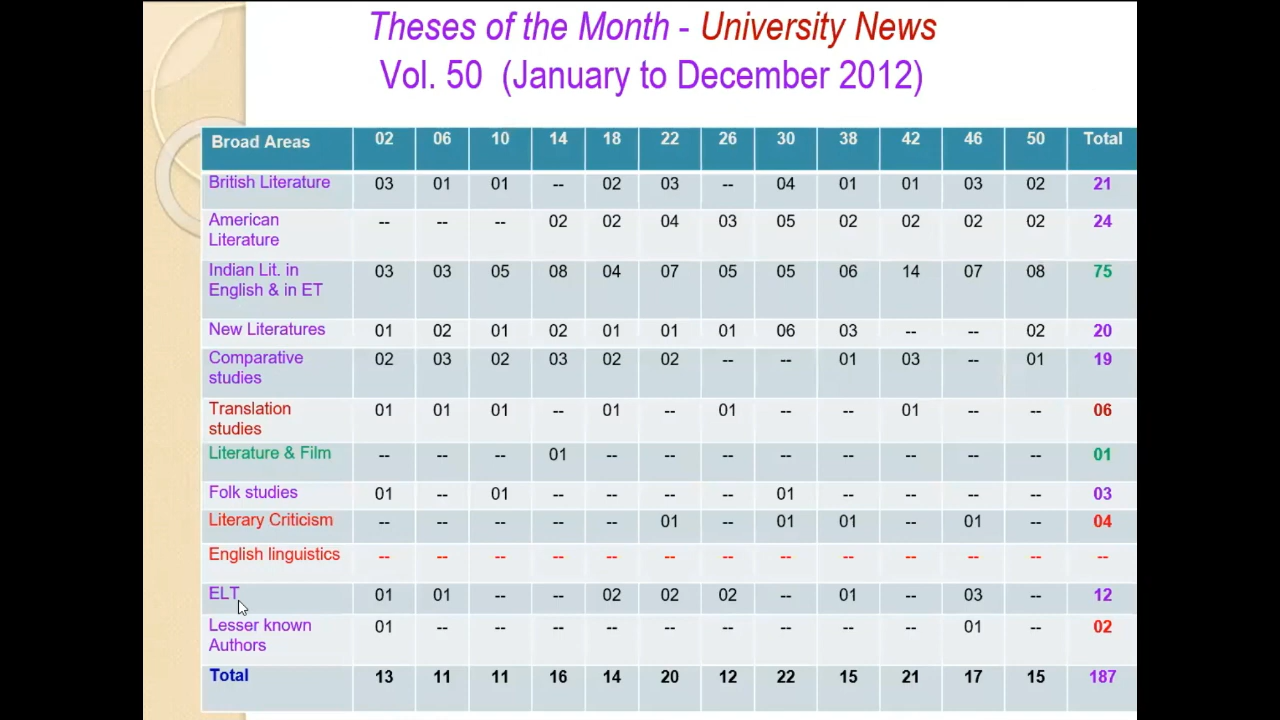 Theses of the Month - University News
Vol. 50 (January to December 2012)
Broad Areas 02 06 10 14 18 22 26 30 38 42 46 50 Total
British Literature 03 01 01 -- 02 03 -- 04 01 01 03 02 21
American
Literature -- -- -- 02 02 04 03 05 02 02 02 02 24
Indian Lit. in
English & in ET 03 03 05 08 04 07 05 05 06 14 07 08 75
New Literatures 01 02 01 02 01 01 01 06 03 -- -- 02 20
Comparative
studies 02 03 02 03 02 02 -- -- 01 03 -- 01 19
Translation
studies 01 01 01 -- 01 -- 01 -- -- 01 -- -- 06
Literature & Film -- -- -- 01 -- -- -- -- -- -- -- -- 01
Folk studies 01 -- 01 -- -- -- -- 01 -- -- -- -- 03
Literary Criticism -- -- -- -- -- 01 -- 01 01 -- 01 -- 04
English linguistics -- -- -- -- -- -- -- -- -- -- -- -- --
ELT 01 01 -- -- 02 02 02 -- 01 -- 03 -- 12
Lesser known
Authors 01 -- -- -- -- -- -- -- -- -- 01 -- 02
Total 13 11 11 16 14 20 12 22 15 21 17 15 187